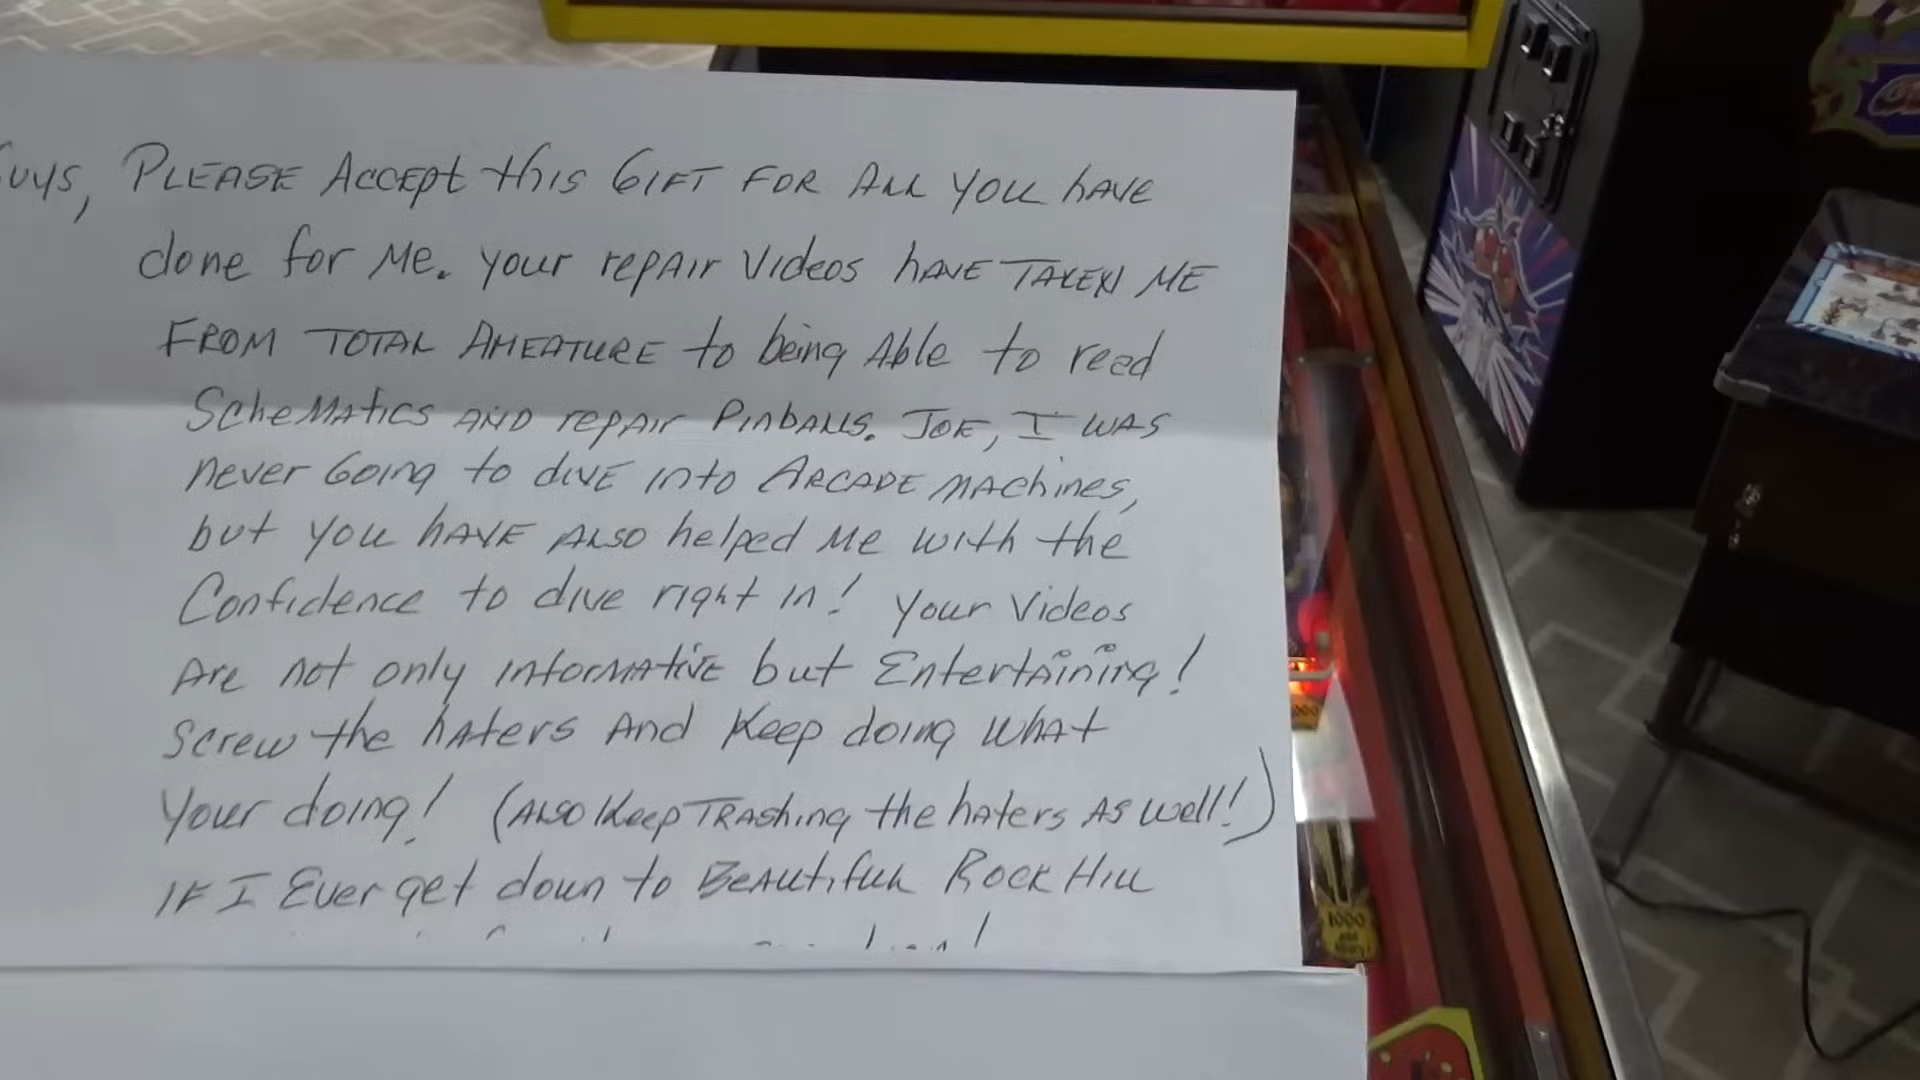 Guys, PLEASE Accept this GIFT FOR ALL YOU hAVE
done for Me. your repAir Videos hAVE TAKEN ME
FROM TOTAL AMEATURE to being Able to reed
ScheMAtics AND repAir PinbAlls. JOE, I WAS
never Going to diVE into ARCADE MAchines,
but you hAVE Also helped Me with the
Confidence to dive right in! your Videos
Are not only inforMAtiVE but EntertAining!
Screw the hAters And Keep doing whAt
Your doing! (Also Keep TRAshing the hAters As well!)
IF I Ever get down to BeAutiful Rock Hill
1000